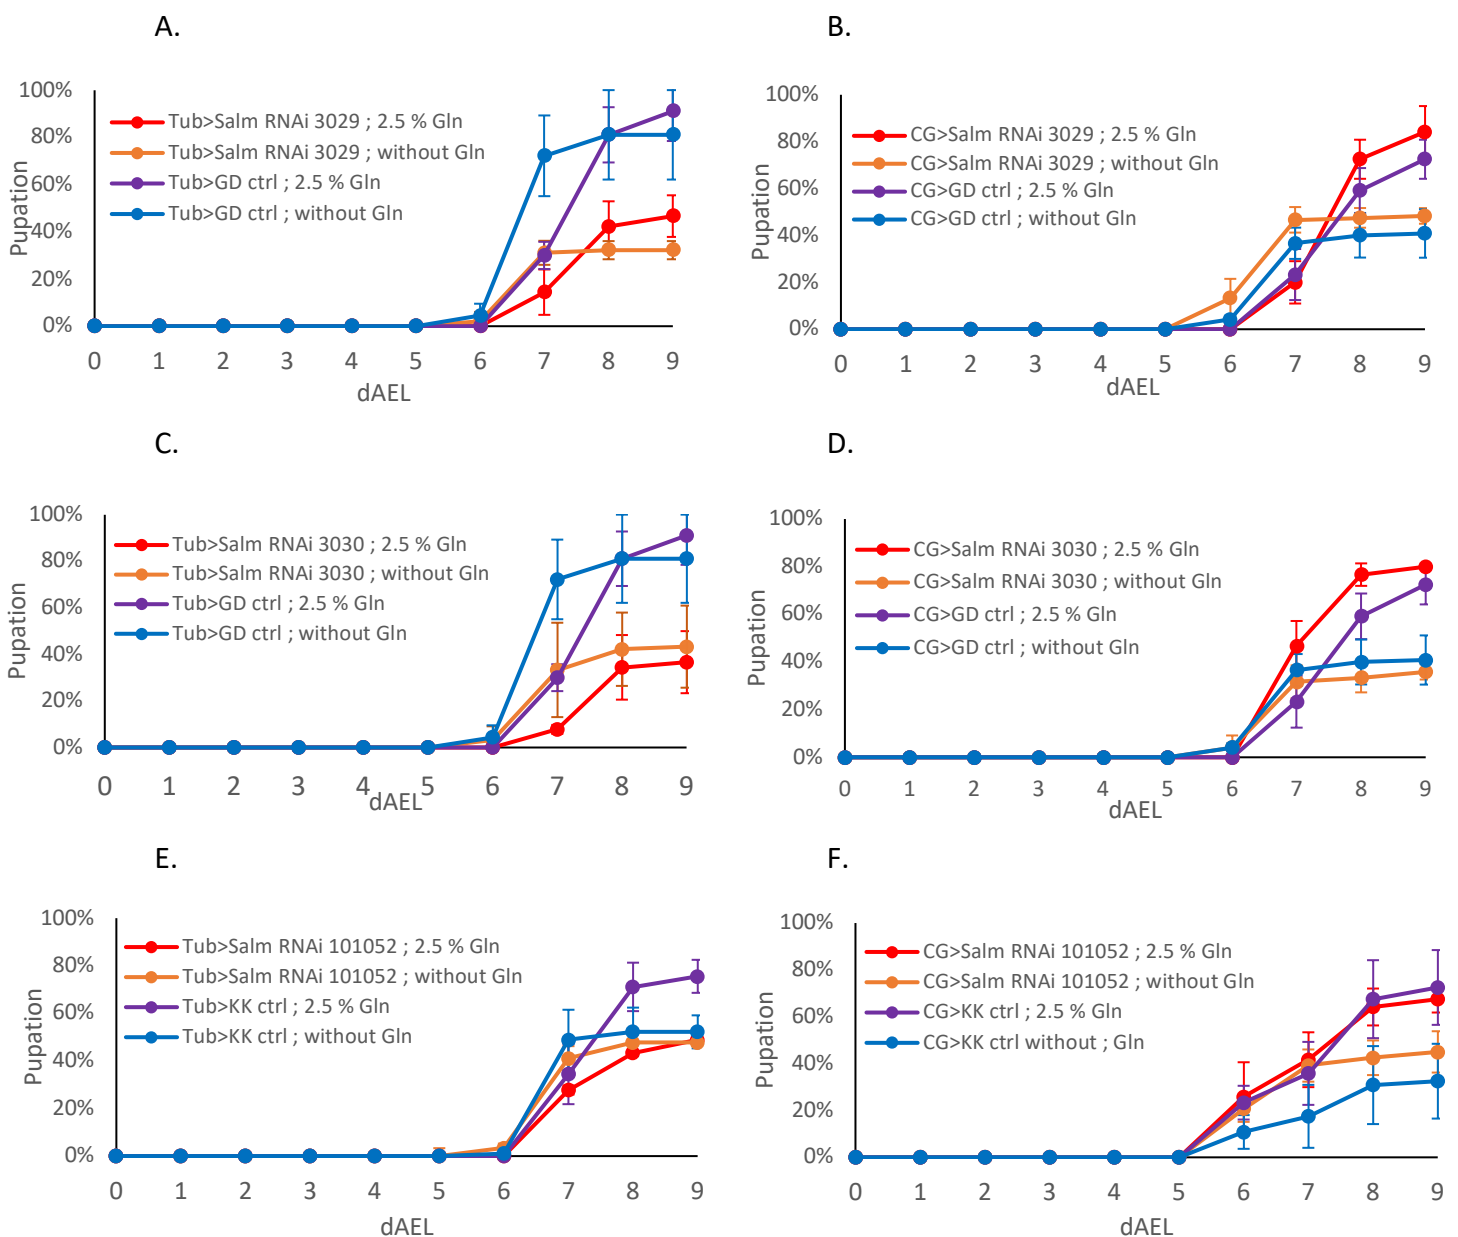 A.
100%
80%
60%
40%
20%
0%
Pupation
Tub>Salm RNAi 3029 ; 2.5 % Gln
Tub>Salm RNAi 3029 ; without Gln
Tub>GD ctrl ; 2.5 % Gln
Tub>GD ctrl ; without Gln
0 1 2 3 4 5 6 7 8 9
dAEL
B.
100%
80%
60%
40%
20%
0%
Pupation
CG>Salm RNAi 3029 ; 2.5 % Gln
CG>Salm RNAi 3029 ; without Gln
CG>GD ctrl ; 2.5 % Gln
CG>GD ctrl ; without Gln
0 1 2 3 4 5 6 7 8 9
dAEL
C.
100%
80%
60%
40%
20%
0%
Pupation
Tub>Salm RNAi 3030 ; 2.5 % Gln
Tub>Salm RNAi 3030 ; without Gln
Tub>GD ctrl ; 2.5 % Gln
Tub>GD ctrl ; without Gln
0 1 2 3 4 5 6 7 8 9
dAEL
D.
100%
80%
60%
40%
20%
0%
Pupation
CG>Salm RNAi 3030 ; 2.5 % Gln
CG>Salm RNAi 3030 ; without Gln
CG>GD ctrl ; 2.5 % Gln
CG>GD ctrl ; without Gln
0 1 2 3 4 5 6 7 8 9
dAEL
E.
100%
80%
60%
40%
20%
0%
Pupation
Tub>Salm RNAi 101052 ; 2.5 % Gln
Tub>Salm RNAi 101052 ; without Gln
Tub>KK ctrl ; 2.5 % Gln
Tub>KK ctrl ; without Gln
0 1 2 3 4 5 6 7 8 9
dAEL
F.
100%
80%
60%
40%
20%
0%
Pupation
CG>Salm RNAi 101052 ; 2.5 % Gln
CG>Salm RNAi 101052 ; without Gln
CG>KK ctrl ; 2.5 % Gln
CG>KK ctrl without ; Gln
0 1 2 3 4 5 6 7 8 9
dAEL